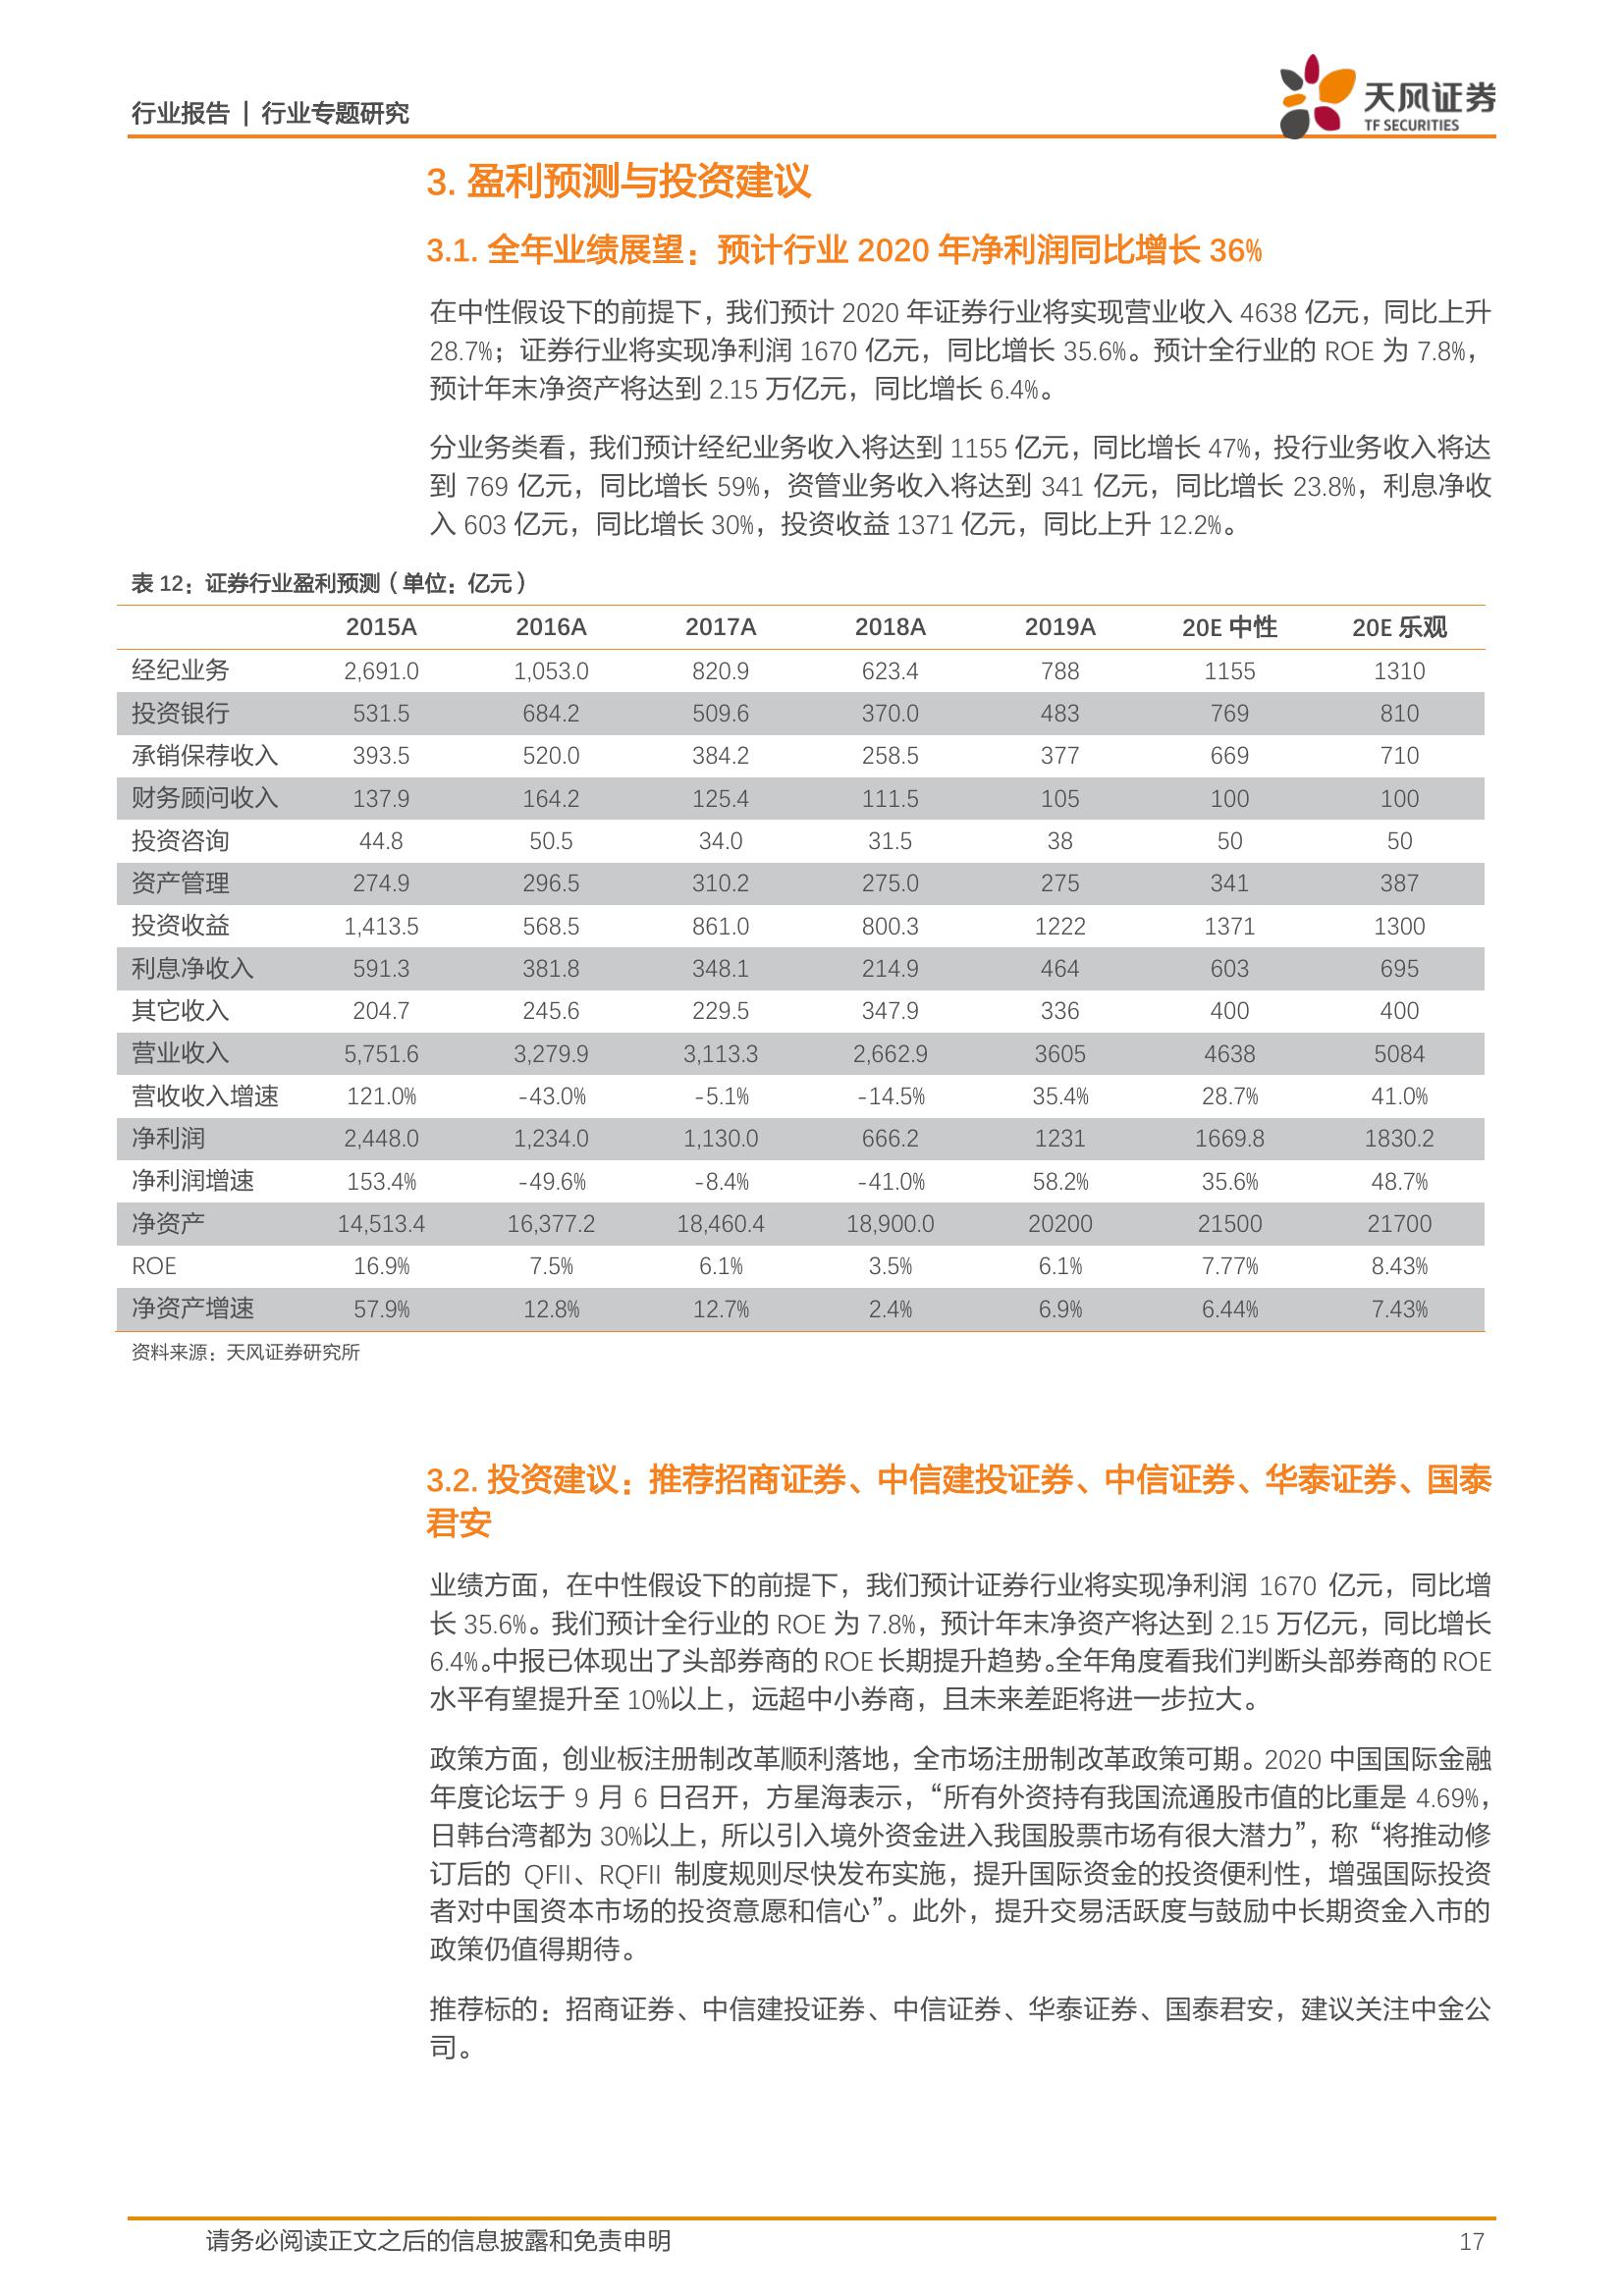 行业报告 | 行业专题研究
天风证券
TF SECURITIES
3. 盈利预测与投资建议
3.1. 全年业绩展望：预计行业 2020 年净利润同比增长 36%
在中性假设下的前提下，我们预计 2020 年证券行业将实现营业收入 4638 亿元，同比上升
28.7%；证券行业将实现净利润 1670 亿元，同比增长 35.6%。预计全行业的 ROE 为 7.8%，
预计年末净资产将达到 2.15 万亿元，同比增长 6.4%。
分业务类看，我们预计经纪业务收入将达到 1155 亿元，同比增长 47%，投行业务收入将达
到 769 亿元，同比增长 59%，资管业务收入将达到 341 亿元，同比增长 23.8%，利息净收
入 603 亿元，同比增长 30%，投资收益 1371 亿元，同比上升 12.2%。
表 12：证券行业盈利预测（单位：亿元）
2015A 2016A 2017A 2018A 2019A 20E 中性 20E 乐观
经纪业务 2,691.0 1,053.0 820.9 623.4 788 1155 1310
投资银行 531.5 684.2 509.6 370.0 483 769 810
承销保荐收入 393.5 520.0 384.2 258.5 377 669 710
财务顾问收入 137.9 164.2 125.4 111.5 105 100 100
投资咨询 44.8 50.5 34.0 31.5 38 50 50
资产管理 274.9 296.5 310.2 275.0 275 341 387
投资收益 1,413.5 568.5 861.0 800.3 1222 1371 1300
利息净收入 591.3 381.8 348.1 214.9 464 603 695
其它收入 204.7 245.6 229.5 347.9 336 400 400
营业收入 5,751.6 3,279.9 3,113.3 2,662.9 3605 4638 5084
营收收入增速 121.0% -43.0% -5.1% -14.5% 35.4% 28.7% 41.0%
净利润 2,448.0 1,234.0 1,130.0 666.2 1231 1669.8 1830.2
净利润增速 153.4% -49.6% -8.4% -41.0% 58.2% 35.6% 48.7%
净资产 14,513.4 16,377.2 18,460.4 18,900.0 20200 21500 21700
ROE 16.9% 7.5% 6.1% 3.5% 6.1% 7.77% 8.43%
净资产增速 57.9% 12.8% 12.7% 2.4% 6.9% 6.44% 7.43%
资料来源：天风证券研究所
3.2. 投资建议：推荐招商证券、中信建投证券、中信证券、华泰证券、国泰
君安
业绩方面，在中性假设下的前提下，我们预计证券行业将实现净利润 1670 亿元，同比增
长 35.6%。我们预计全行业的 ROE 为 7.8%，预计年末净资产将达到 2.15 万亿元，同比增长
6.4%。中报已体现出了头部券商的 ROE 长期提升趋势。全年角度看我们判断头部券商的 ROE
水平有望提升至 10%以上，远超中小券商，且未来差距将进一步拉大。
政策方面，创业板注册制改革顺利落地，全市场注册制改革政策可期。2020 中国国际金融
年度论坛于 9 月 6 日召开，方星海表示，“所有外资持有我国流通股市值的比重是 4.69%，
日韩台湾都为 30%以上，所以引入境外资金进入我国股票市场有很大潜力”，称“将推动修
订后的 QFII、RQFII 制度规则尽快发布实施，提升国际资金的投资便利性，增强国际投资
者对中国资本市场的投资意愿和信心”。此外，提升交易活跃度与鼓励中长期资金入市的
政策仍值得期待。
推荐标的：招商证券、中信建投证券、中信证券、华泰证券、国泰君安，建议关注中金公
司。
请务必阅读正文之后的信息披露和免责申明 17